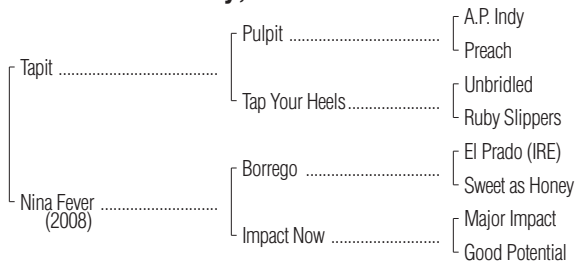 A.P. Indy
Pulpit
Preach
Tapit
Unbridled
Tap Your Heels
Ruby Slippers
El Prado (IRE)
Borrego
Sweet as Honey
Nina Fever
(2008)
Major Impact
Impact Now
Good Potential